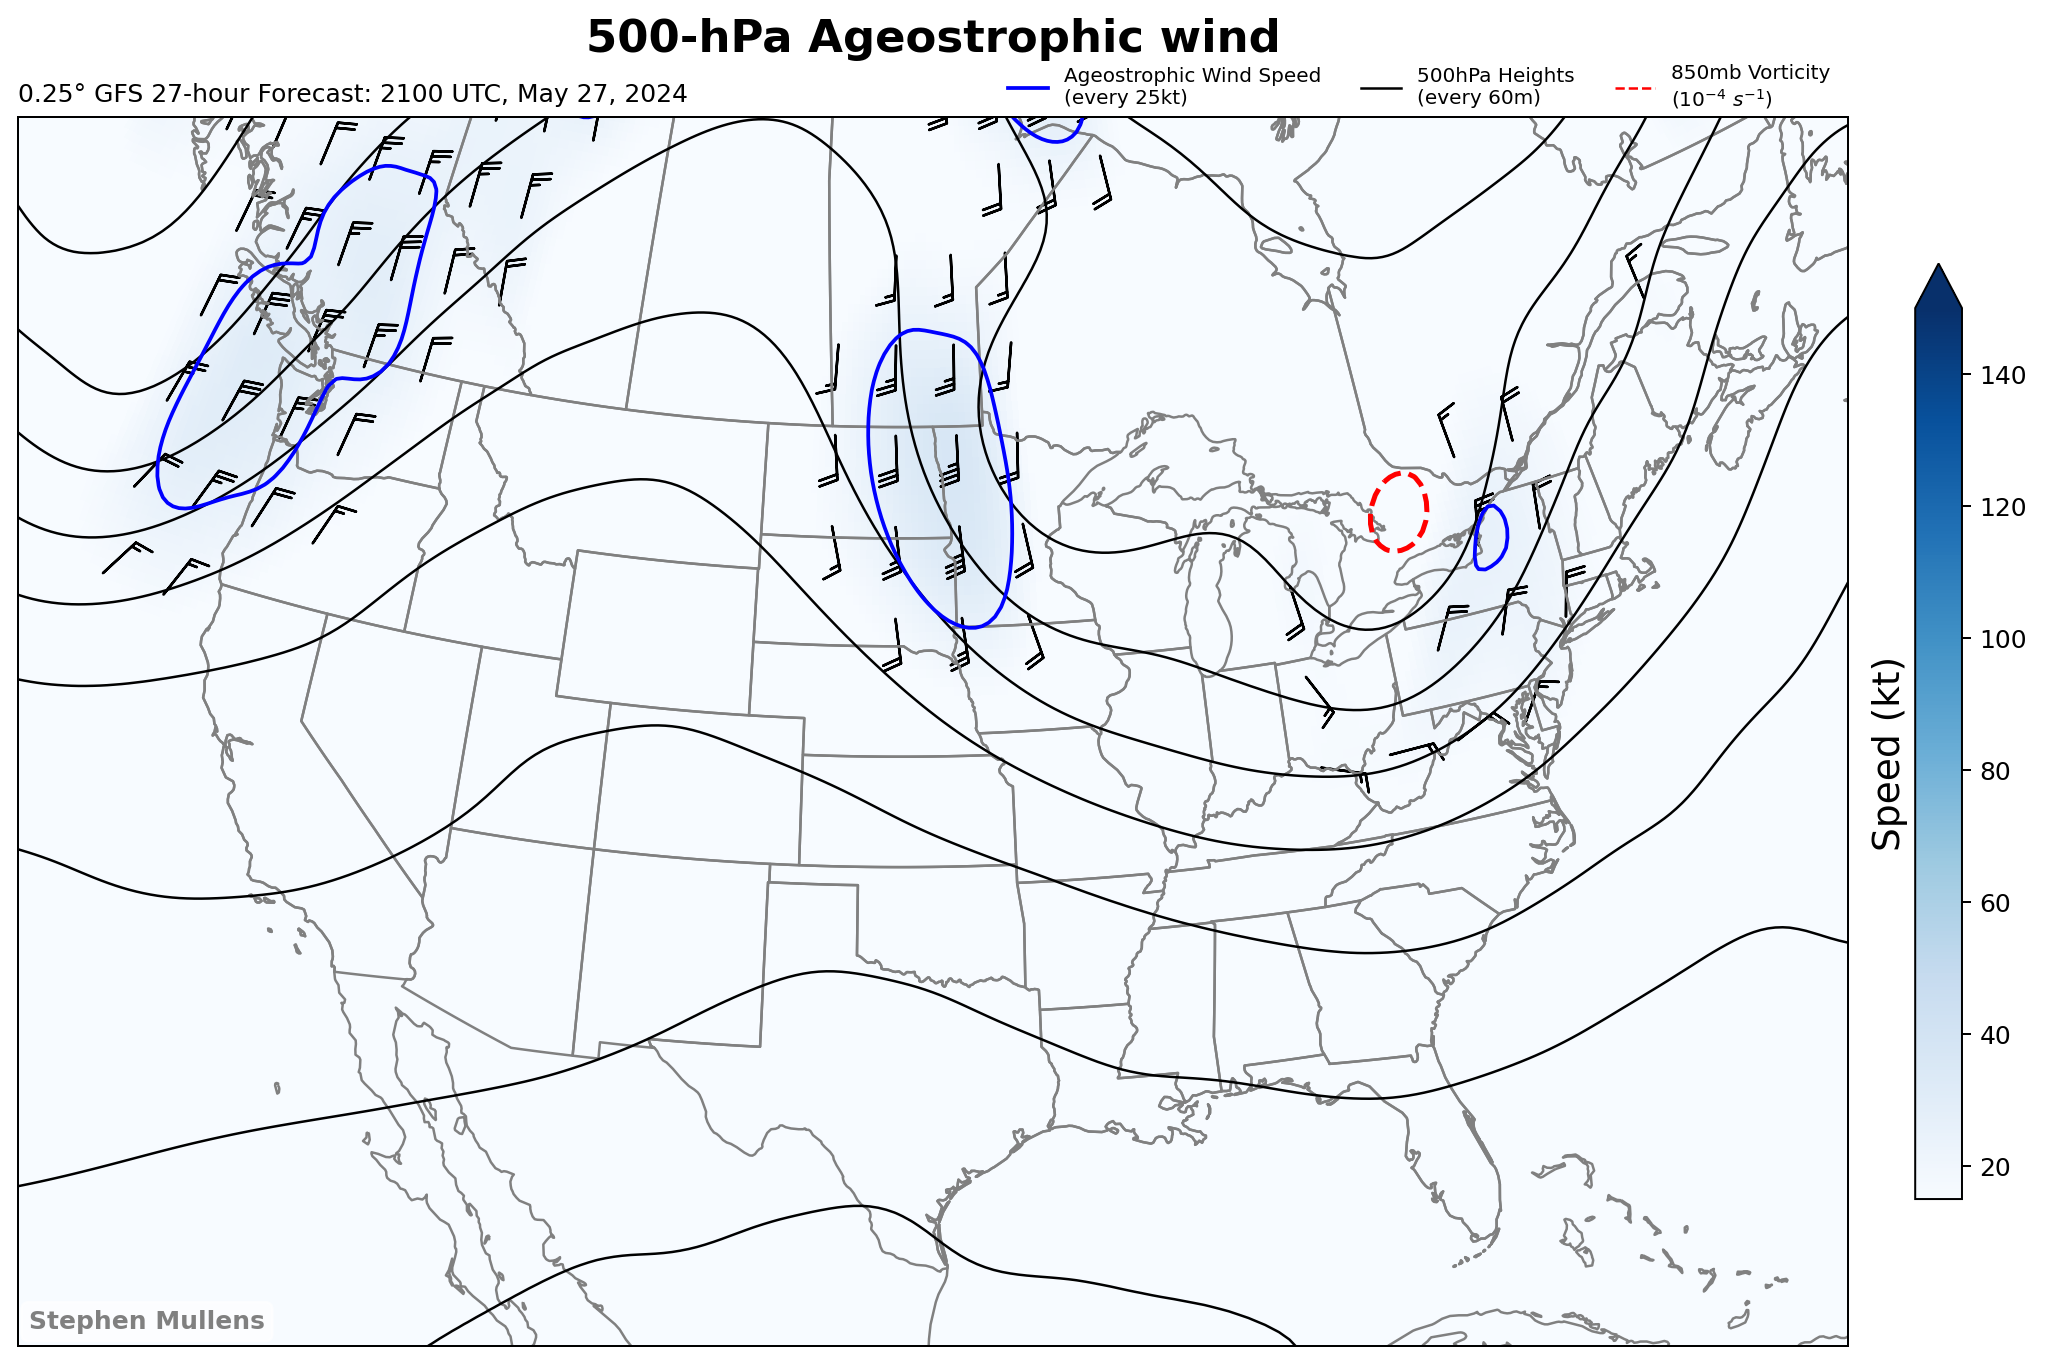 500-hPa Ageostrophic wind
0.25° GFS 27-hour Forecast: 2100 UTC, May 27, 2024
Ageostrophic Wind Speed
(every 25kt)
500hPa Heights
(every 60m)
850mb Vorticity
(10⁻⁴ s⁻¹)
140
120
100
80
60
40
20
Speed (kt)
Stephen Mullens